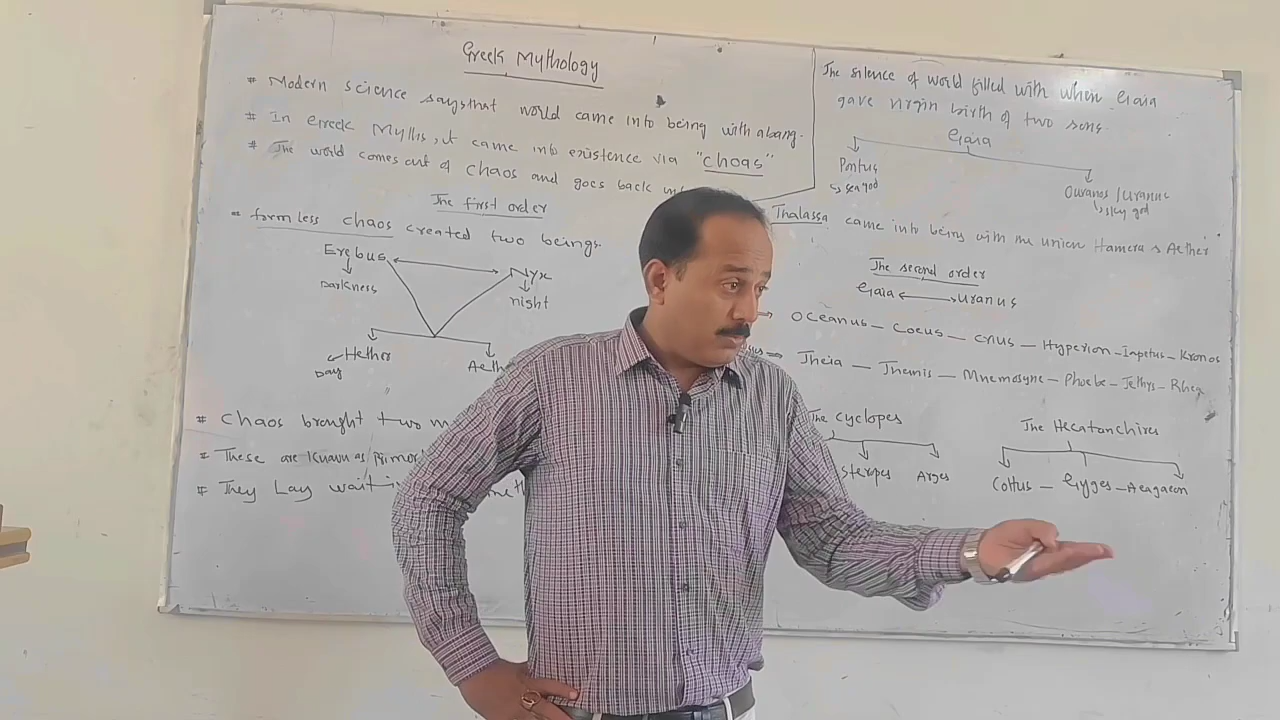 Greek Mythology
* Modern science says that world came into being with a bang.
* In Greek Myths, it came into existence via "choas"
* The world comes out of chaos and goes back
The first order
* formless chaos created two beings.
Erebus
Nyx
Darkness
night
Hether
Day
Aeth
* Chaos brought two m
* These are known as primor
* They Lay
The silence of world filled with when Gaia
gave virgin birth of two sons.
Gaia
Pontus
sea god
Ouranos / Uranus
sky god
Thalassa came into being with the union Hamera & Aether
The second order
Gaia Uranus
Oceanus - Coeus - Crius - Hyperion - Iapetus - Kronos
Theia - Themis - Mnemosyne - Phoebe - Tethys - Rhea
The Cyclopes
steropes Arges
The Hecatanchires
Cottus - Gyges - Aeagaeon